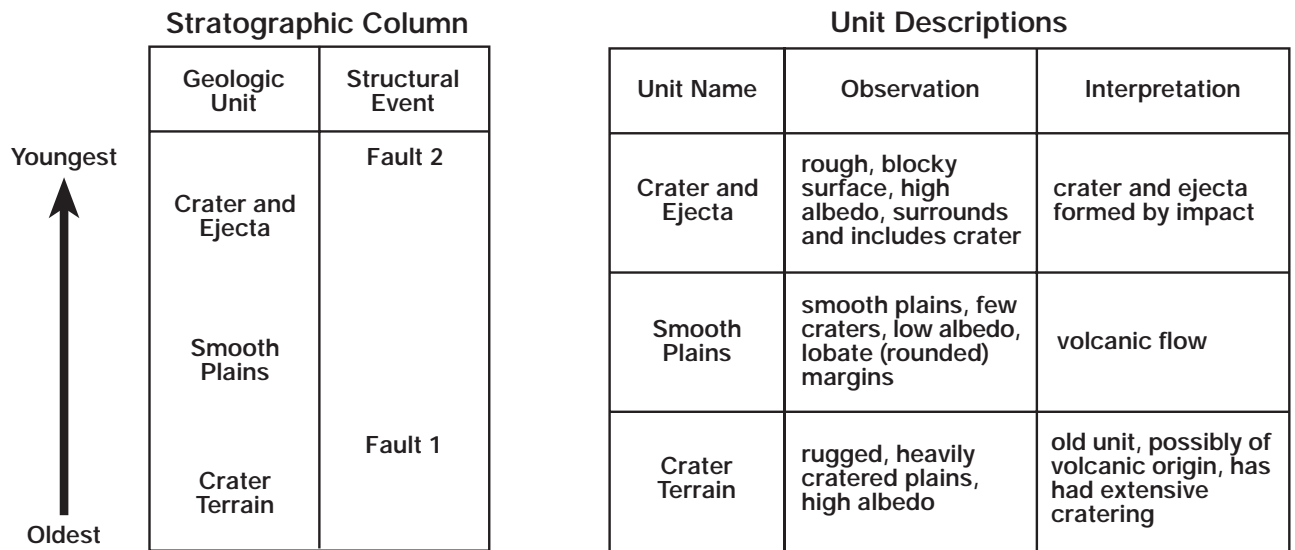 Stratographic Column
Geologic
Unit
Structural
Event
Youngest
Fault 2
Crater and
Ejecta
Smooth
Plains
Fault 1
Crater
Terrain
Oldest
Unit Descriptions
Unit Name
Observation
Interpretation
Crater and
Ejecta
rough, blocky
surface, high
albedo, surrounds
and includes crater
crater and ejecta
formed by impact
Smooth
Plains
smooth plains, few
craters, low albedo,
lobate (rounded)
margins
volcanic flow
Crater
Terrain
rugged, heavily
cratered plains,
high albedo
old unit, possibly of
volcanic origin, has
had extensive
cratering